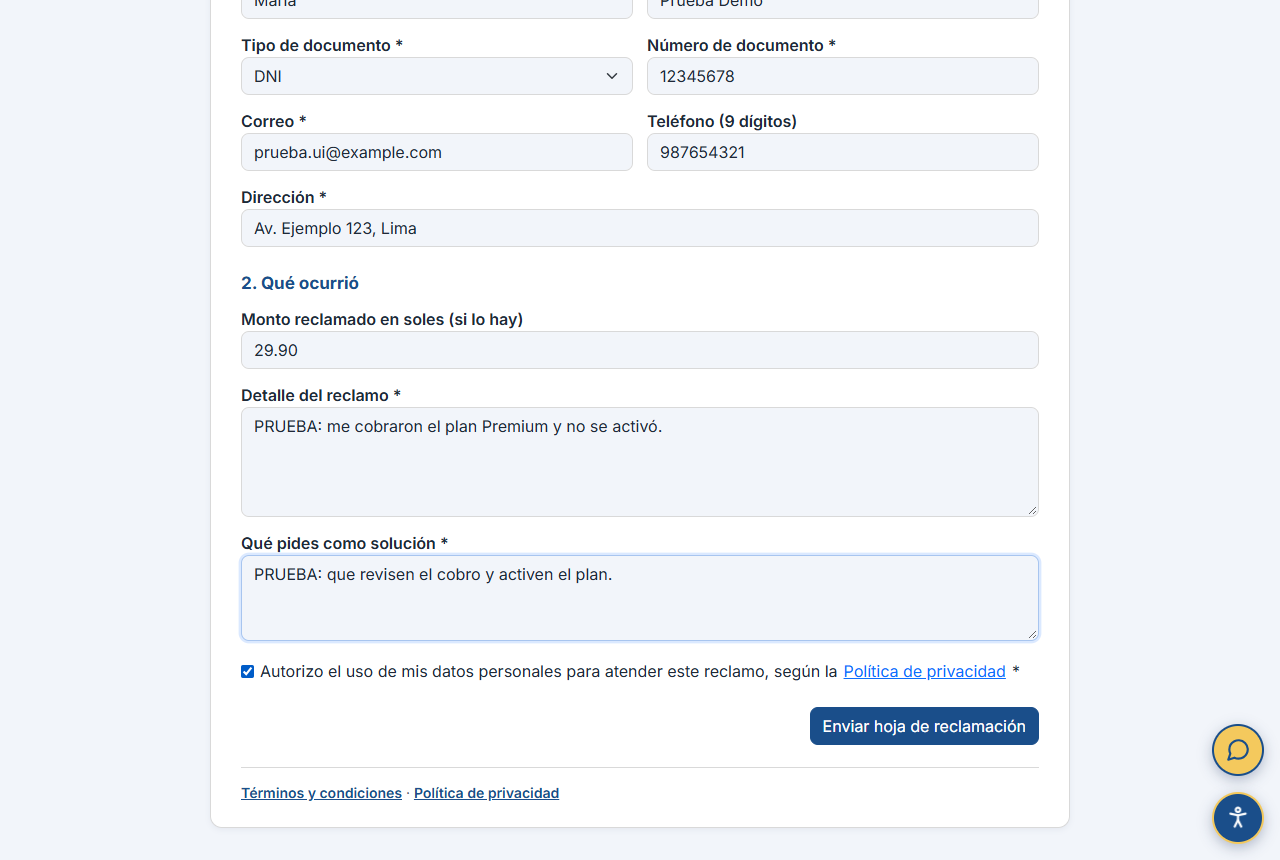 María
Prueba Demo
Tipo de documento *
Número de documento *
DNI
12345678
Correo *
Teléfono (9 dígitos)
prueba.ui@example.com
987654321
Dirección *
Av. Ejemplo 123, Lima
2. Qué ocurrió
Monto reclamado en soles (si lo hay)
29.90
Detalle del reclamo *
PRUEBA: me cobraron el plan Premium y no se activó.
Qué pides como solución *
PRUEBA: que revisen el cobro y activen el plan.
Autorizo el uso de mis datos personales para atender este reclamo, según la Política de privacidad *
Enviar hoja de reclamación
Términos y condiciones · Política de privacidad